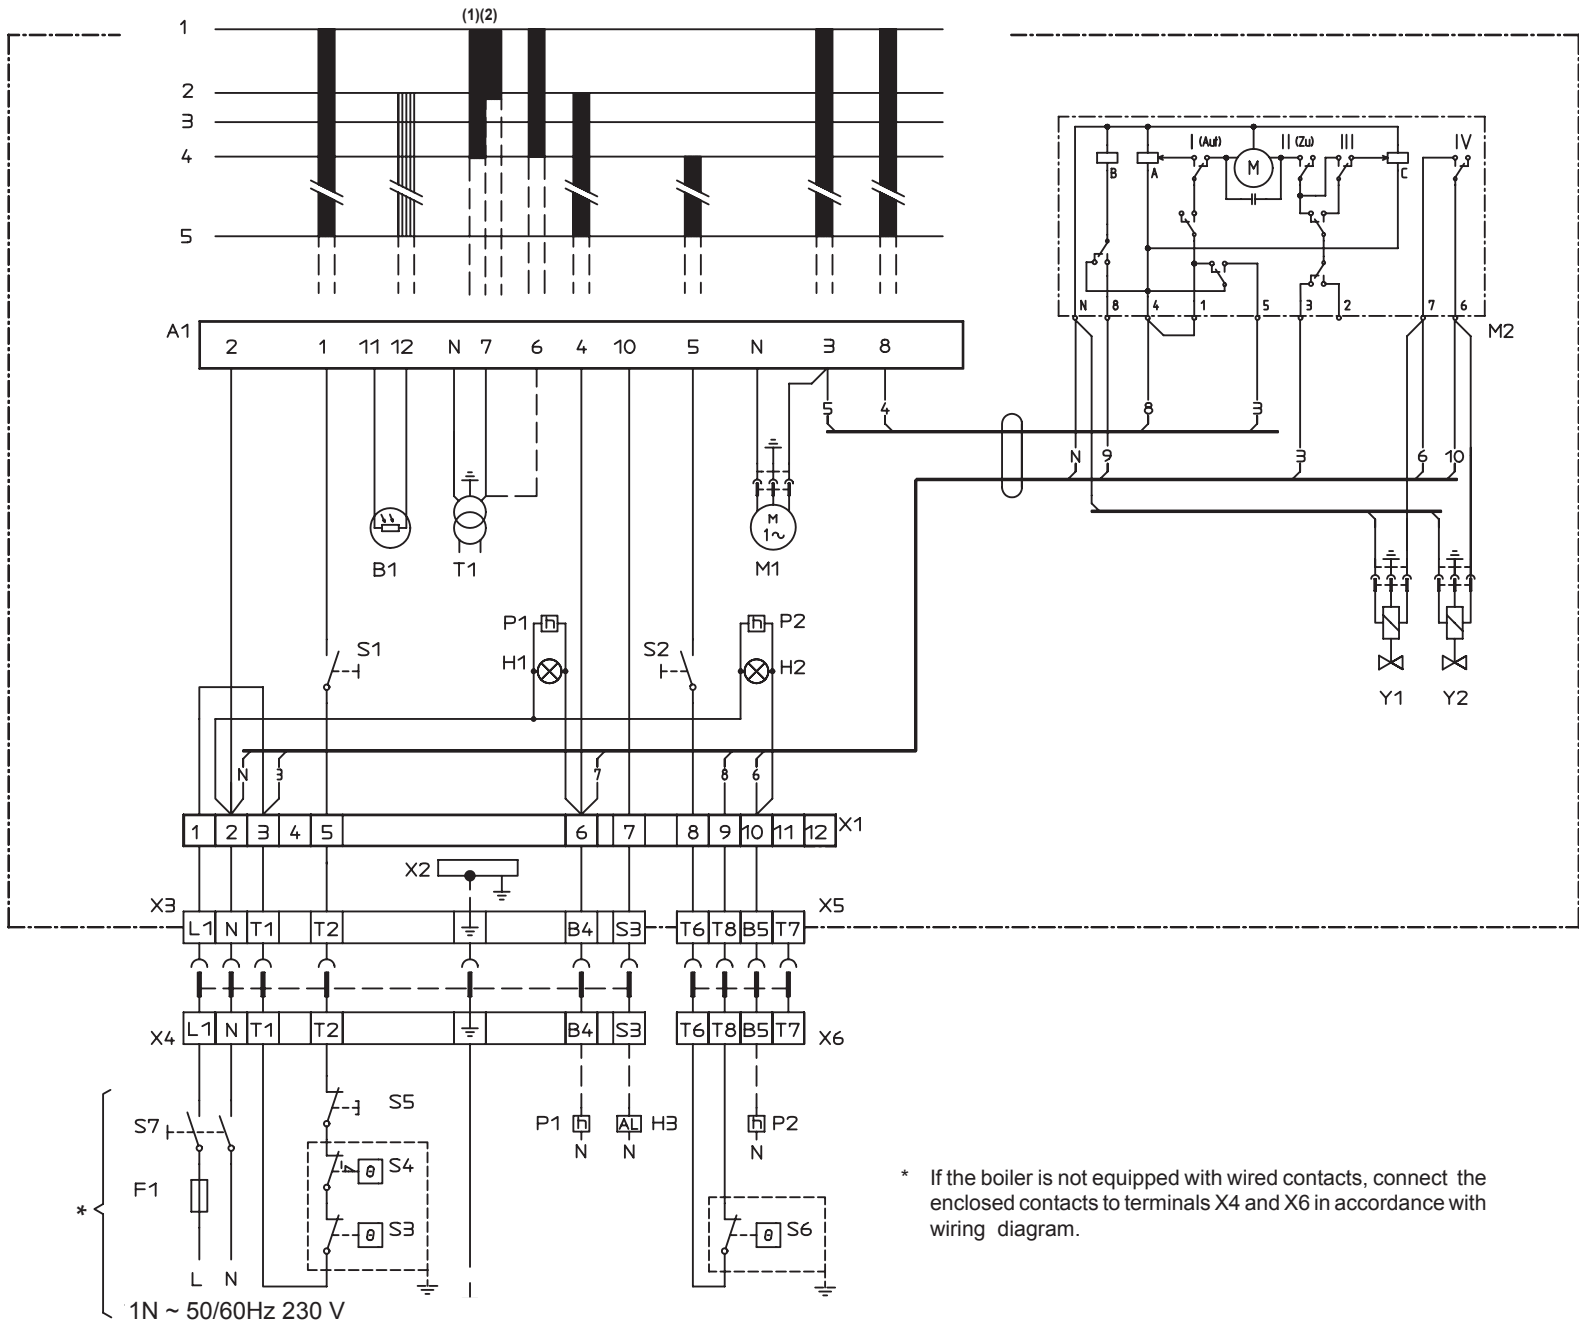 (1)(2)
1
2
3
4
5
I (Auf) II (Zu) III IV
M
B A C
N 8 4 1 5 3 2 7 6
M2
A1
2 1 11 12 N 7 6 4 10 5 N 3 8
5 4 8 3
N 9 3 6 10
M
1~
B1 T1 M1
P1 h h P2
S1 S2
H1 H2
Y1 Y2
N 3 7 8 6
1 2 3 4 5 6 7 8 9 10 11 12 X1
X2
X3 X5
L1 N T1 T2 B4 S3 T6 T8 B5 T7
L1 N T1 T2 B4 S3 T6 T8 B5 T7
X4 X6
S5
S7 P1 h AL H3 h P2
N N N
θ S4
F1
* θ S3 θ S6
L N
1N ~ 50/60Hz 230 V
* If the boiler is not equipped with wired contacts, connect the
enclosed contacts to terminals X4 and X6 in accordance with
wiring diagram.